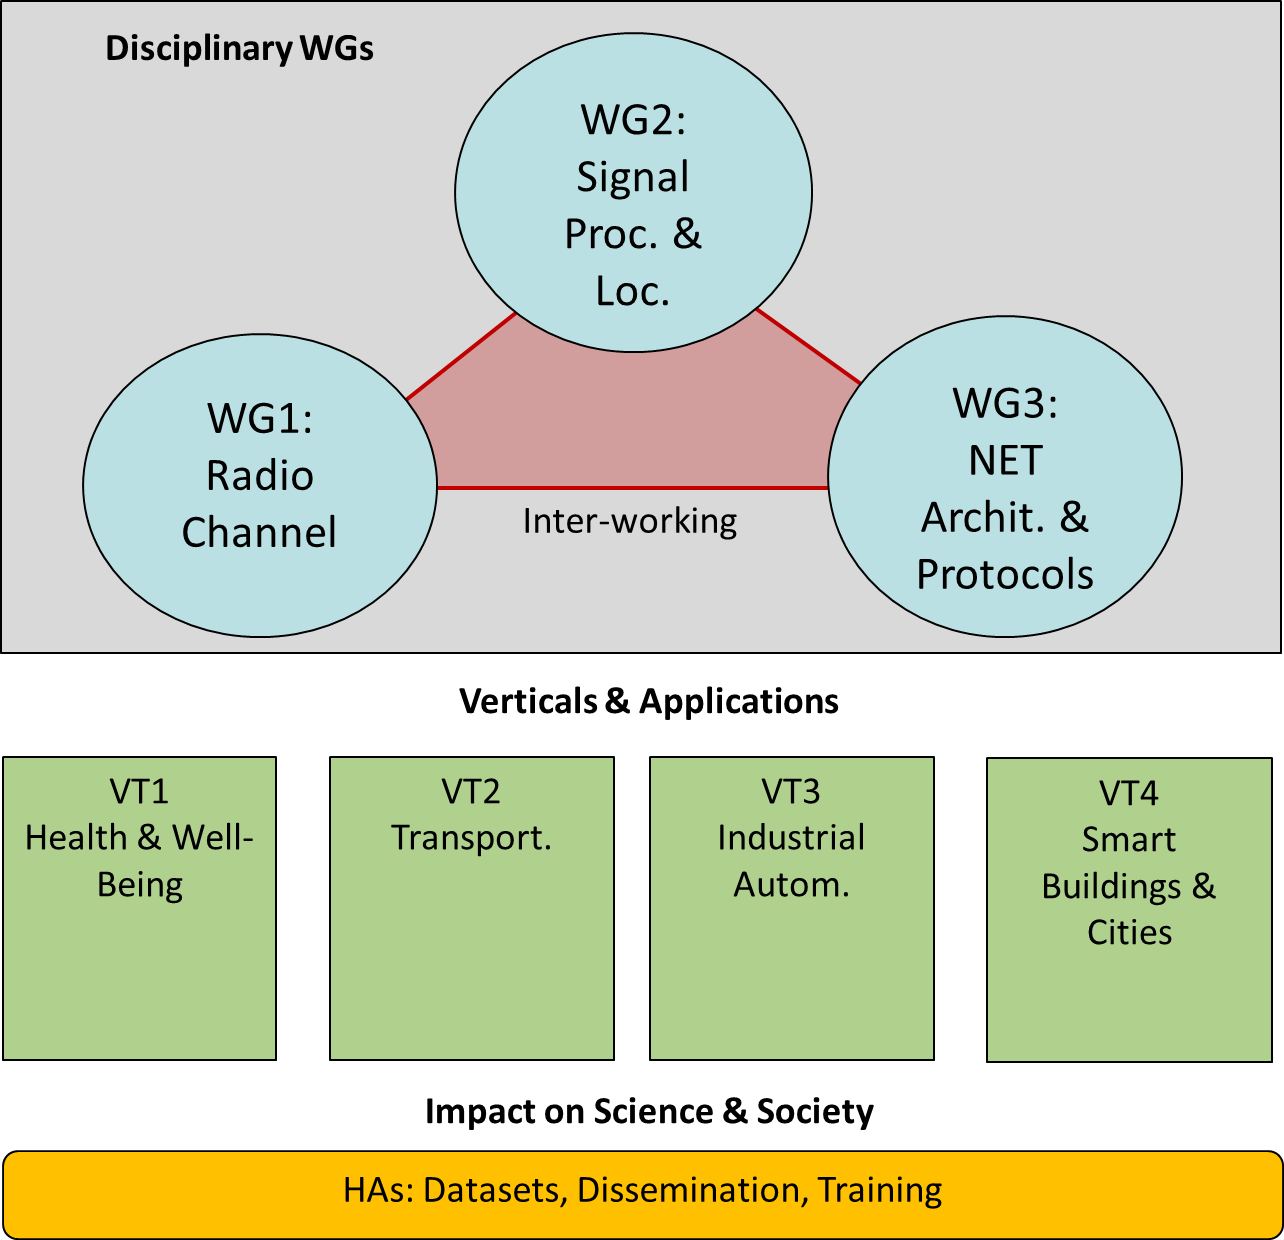 Disciplinary WGs
WG2:
Signal
Proc. &
Loc.
WG1:
Radio
Channel
WG3:
NET
Archit. &
Protocols
Inter-working
Verticals & Applications
VT1
Health & Well-
Being
VT2
Transport.
VT3
Industrial
Autom.
VT4
Smart
Buildings &
Cities
Impact on Science & Society
HAs: Datasets, Dissemination, Training